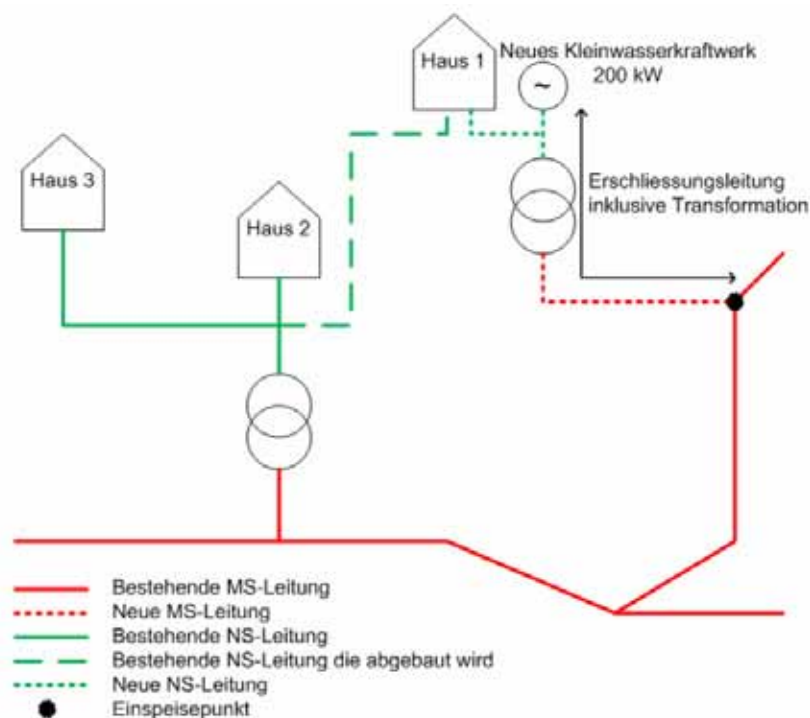 Haus 1
Neues Kleinwasserkraftwerk
200 kW
~
Haus 3
Haus 2
Erschliessungsleitung
inklusive Transformation
Bestehende MS-Leitung
Neue MS-Leitung
Bestehende NS-Leitung
Bestehende NS-Leitung die abgebaut wird
Neue NS-Leitung
Einspeisepunkt